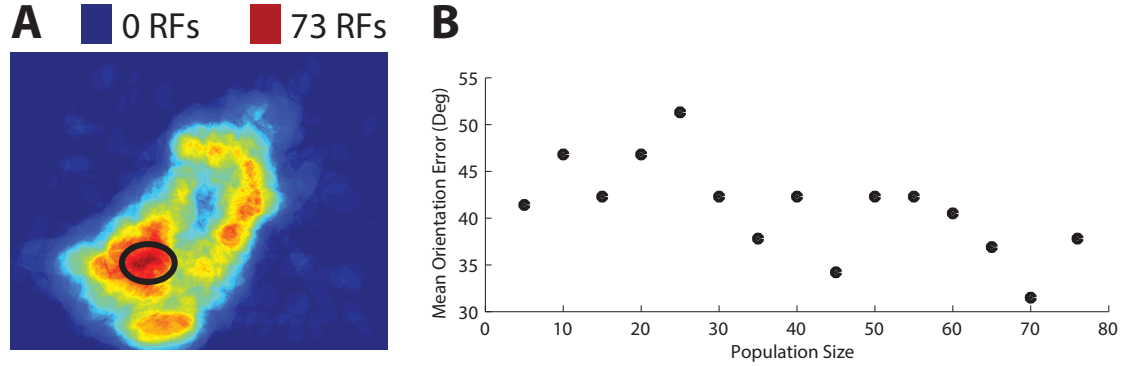 A 0 RFs 73 RFs
B
Mean Orientation Error (Deg)
55
50
45
40
35
30
0 10 20 30 40 50 60 70 80
Population Size